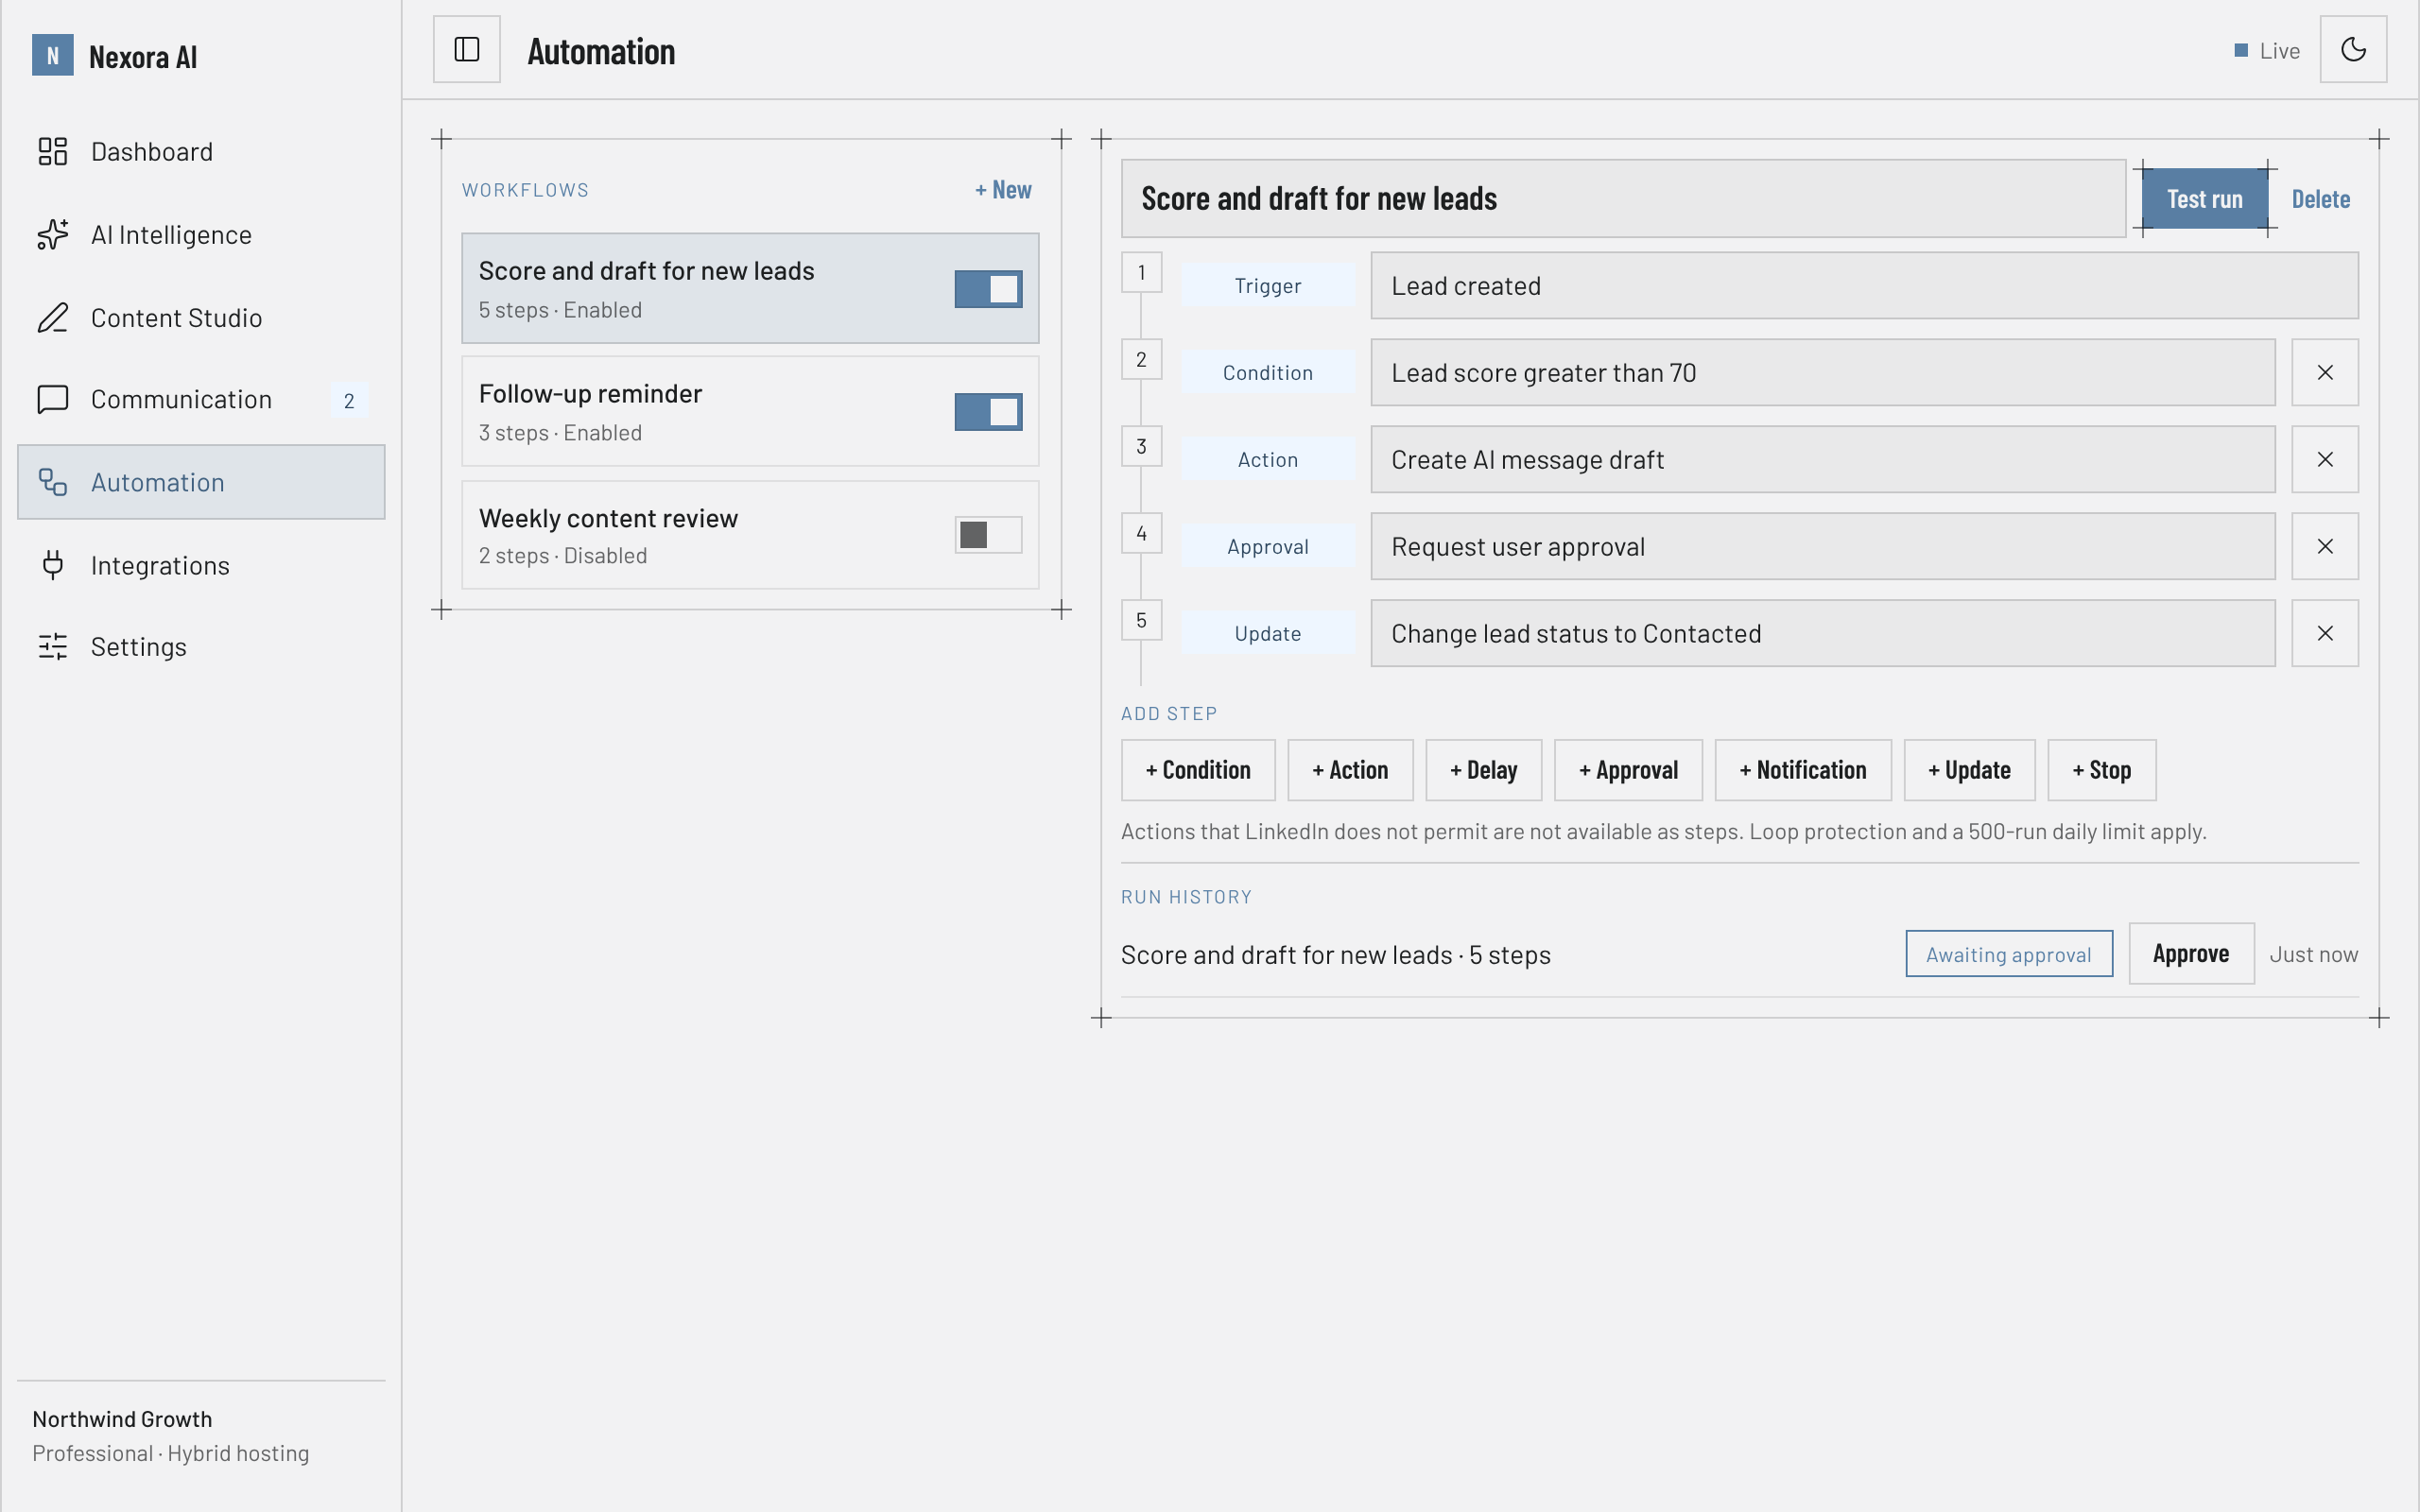 N Nexora AI
Dashboard
AI Intelligence
Content Studio
Communication 2
Automation
Integrations
Settings
Northwind Growth
Professional · Hybrid hosting
Automation
Live
WORKFLOWS + New
Score and draft for new leads
5 steps · Enabled
Follow-up reminder
3 steps · Enabled
Weekly content review
2 steps · Disabled
Score and draft for new leads Test run Delete
1 Trigger Lead created
2 Condition Lead score greater than 70
3 Action Create AI message draft
4 Approval Request user approval
5 Update Change lead status to Contacted
ADD STEP
+ Condition + Action + Delay + Approval + Notification + Update + Stop
Actions that LinkedIn does not permit are not available as steps. Loop protection and a 500-run daily limit apply.
RUN HISTORY
Score and draft for new leads · 5 steps Awaiting approval Approve Just now